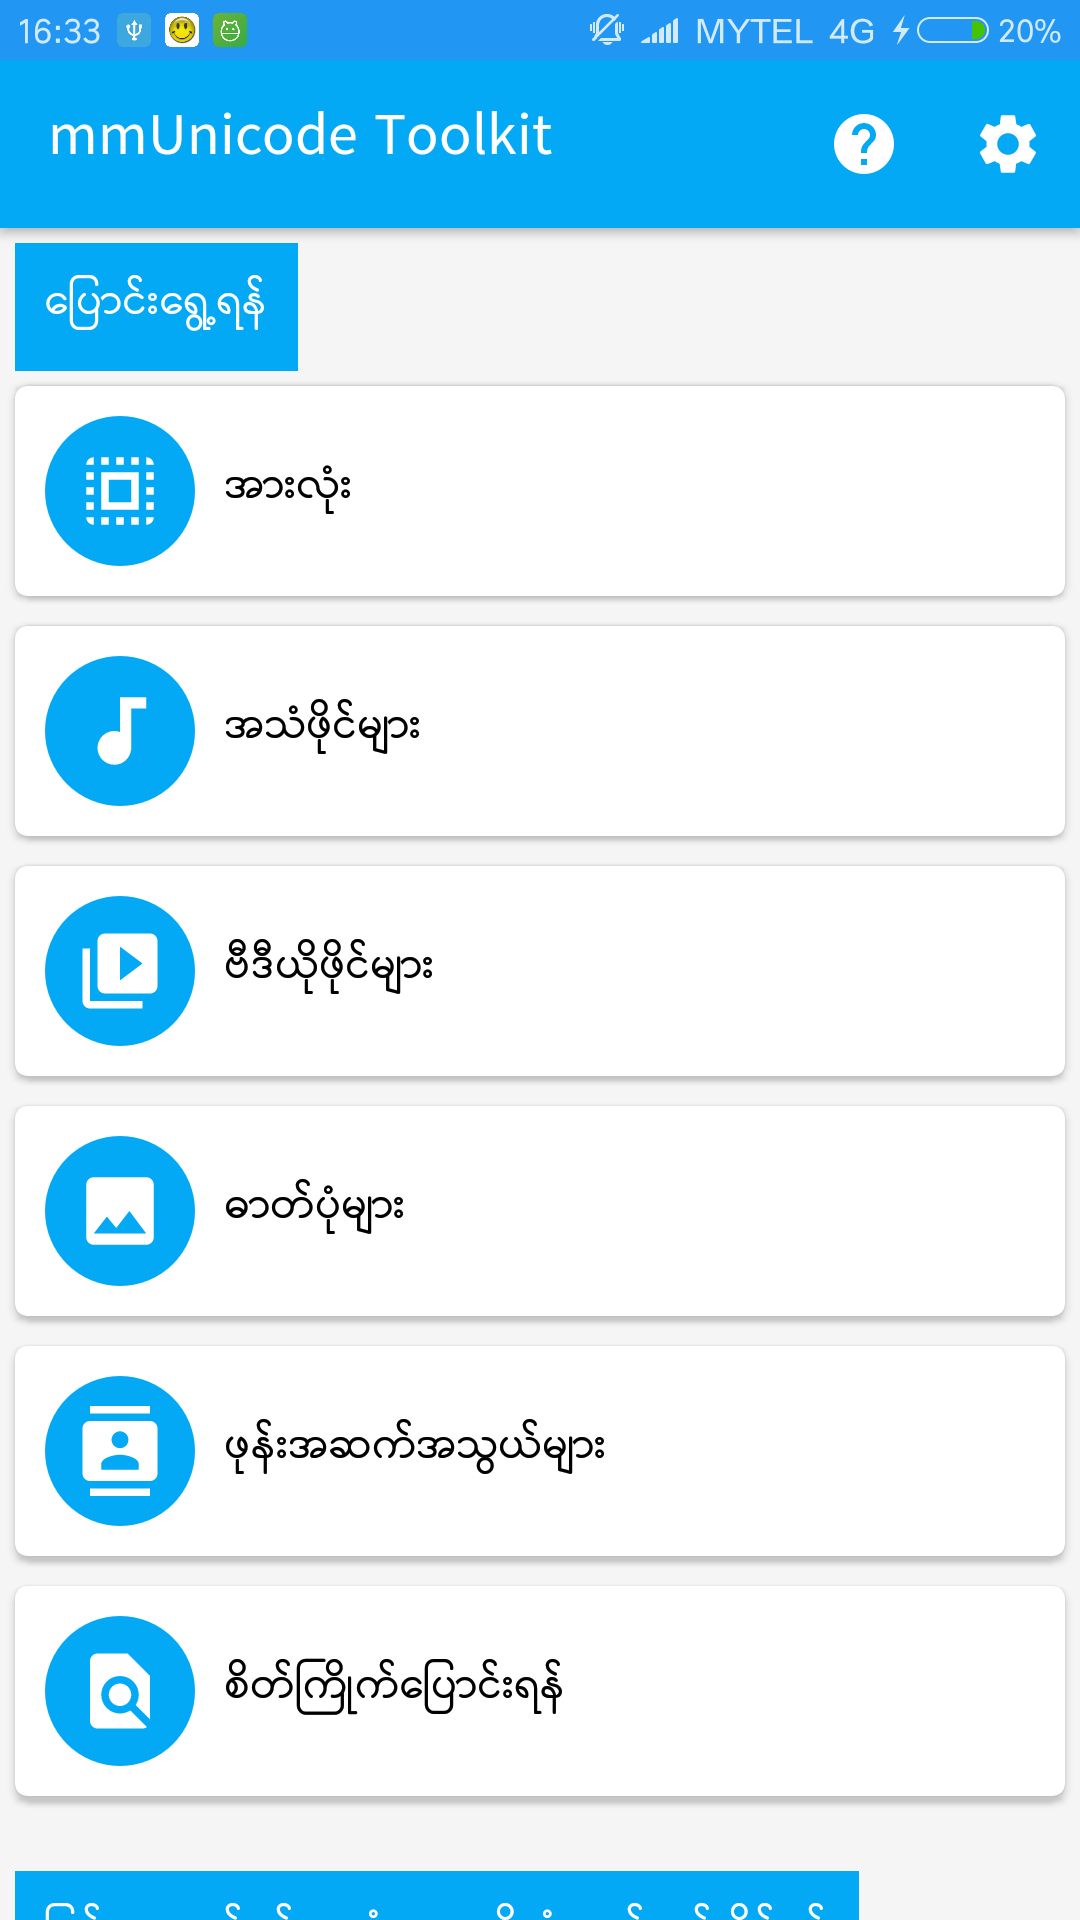 16:33 MYTEL 4G 20%
mmUnicode Toolkit
ပြောင်းရွှေ့ရန်
အားလုံး
အသံဖိုင်များ
ဗီဒီယိုဖိုင်များ
ဓာတ်ပုံများ
ဖုန်းအဆက်အသွယ်များ
စိတ်ကြိုက်ပြောင်းရန်